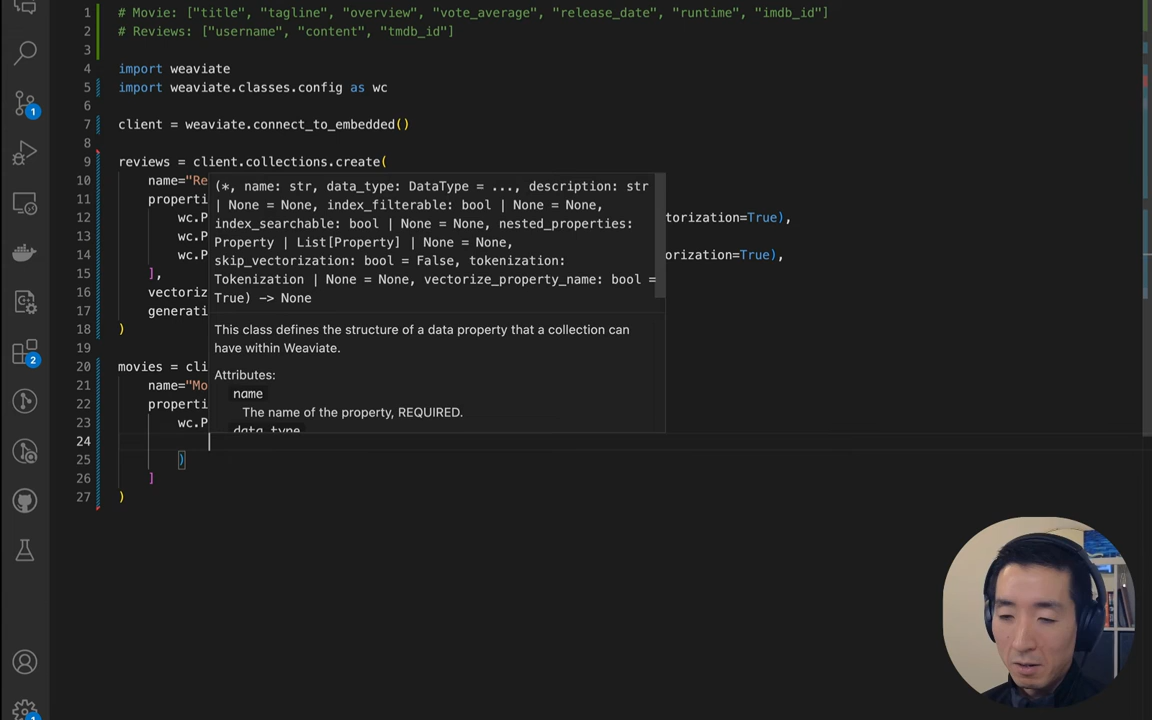 1 # Movie: ["title", "tagline", "overview", "vote_average", "release_date", "runtime", "imdb_id"]
2 # Reviews: ["username", "content", "tmdb_id"]
3
4 import weaviate
5 import weaviate.classes.config as wc
6
7 client = weaviate.connect_to_embedded()
8
9 reviews = client.collections.create(
10 name="Re
(*, name: str, data_type: DataType = ..., description: str
11 properti
| None = None, index_filterable: bool | None = None,
12 wc.P
index_searchable: bool | None = None, nested_properties:
torization=True),
13 wc.P
Property | List[Property] | None = None,
14 wc.P
skip_vectorization: bool = False, tokenization:
orization=True),
15 ],
Tokenization | None = None, vectorize_property_name: bool =
16 vectoriz
True) -> None
17 generati
18 )
This class defines the structure of a data property that a collection can
19
have within Weaviate.
20 movies = cli
Attributes:
21 name="Mo
name
22 properti
The name of the property, REQUIRED.
23 wc.P
data_type
24
25 )
26 ]
27 )
1
2
1